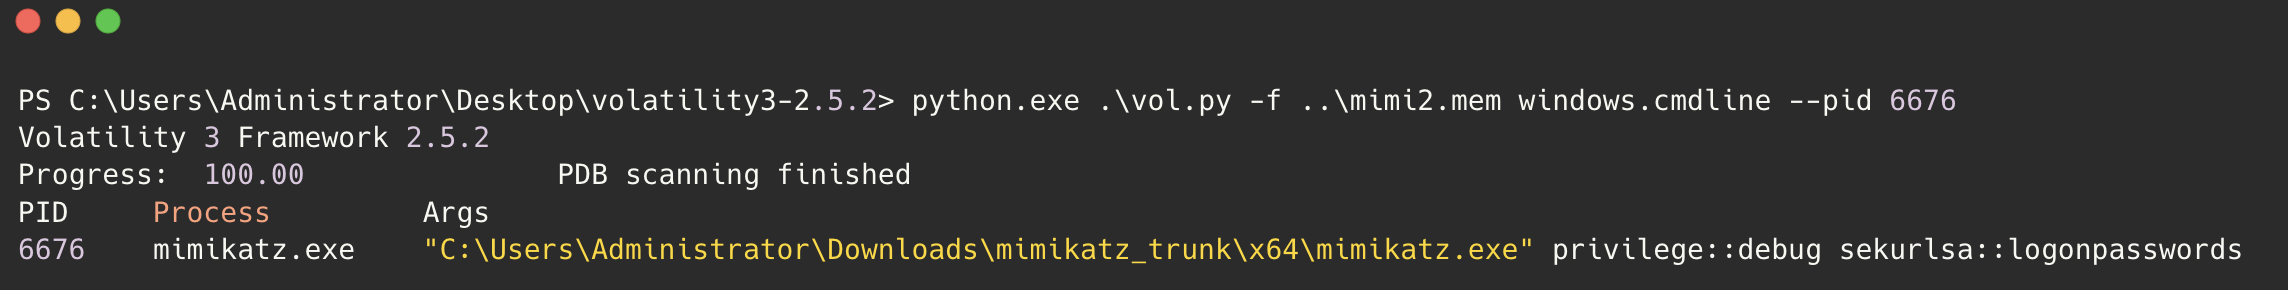 PS C:\Users\Administrator\Desktop\volatility3-2.5.2> python.exe .\vol.py -f ..\mimi2.mem windows.cmdline --pid 6676
Volatility 3 Framework 2.5.2
Progress:  100.00               PDB scanning finished
PID     Process         Args
6676    mimikatz.exe    "C:\Users\Administrator\Downloads\mimikatz_trunk\x64\mimikatz.exe" privilege::debug sekurlsa::logonpasswords